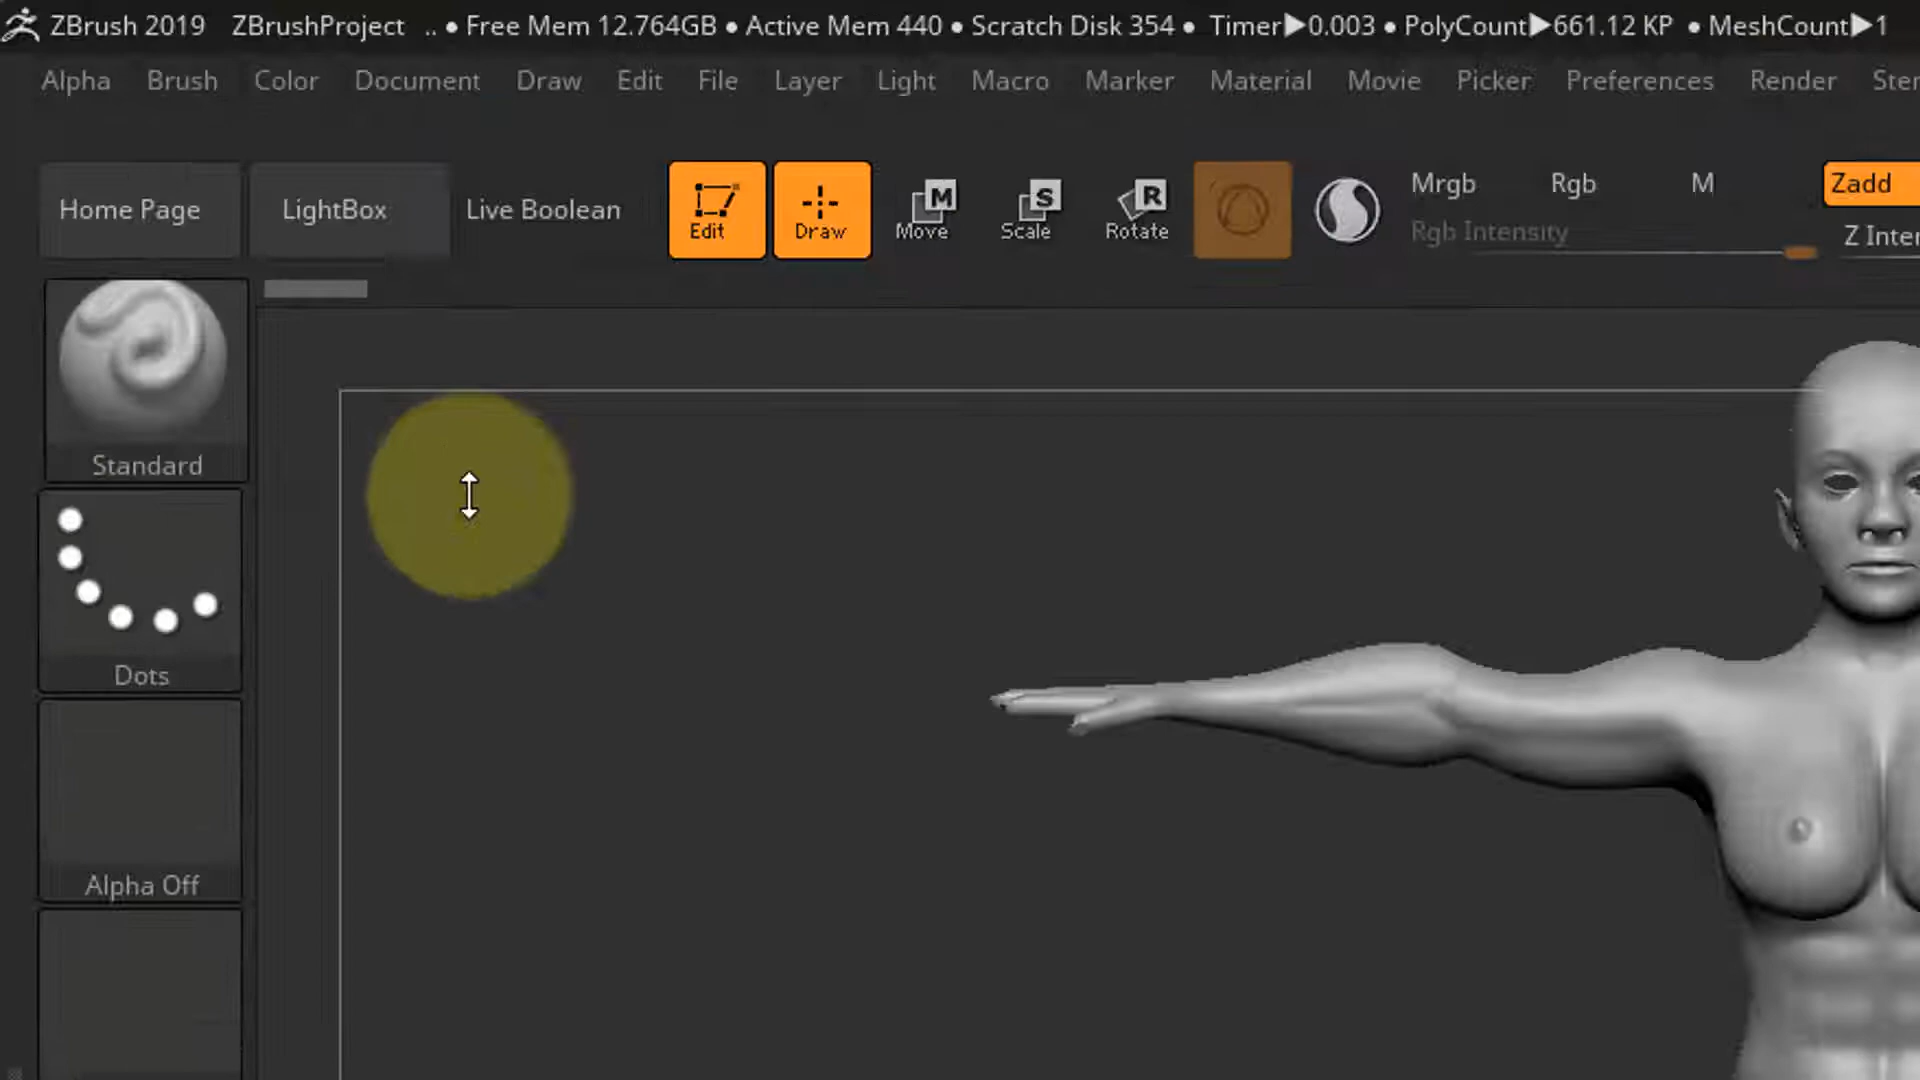 ZBrush 2019 ZBrushProject .. • Free Mem 12.764GB • Active Mem 440 • Scratch Disk 354 • Timer▶0.003 • PolyCount▶661.12 KP • MeshCount▶1
Alpha Brush Color Document Draw Edit File Layer Light Macro Marker Material Movie Picker Preferences Render Sten
Home Page LightBox Live Boolean Edit Draw M Move S Scale R Rotate Mrgb Rgb M Zadd
Rgb Intensity Z Inten
Standard
Dots
Alpha Off